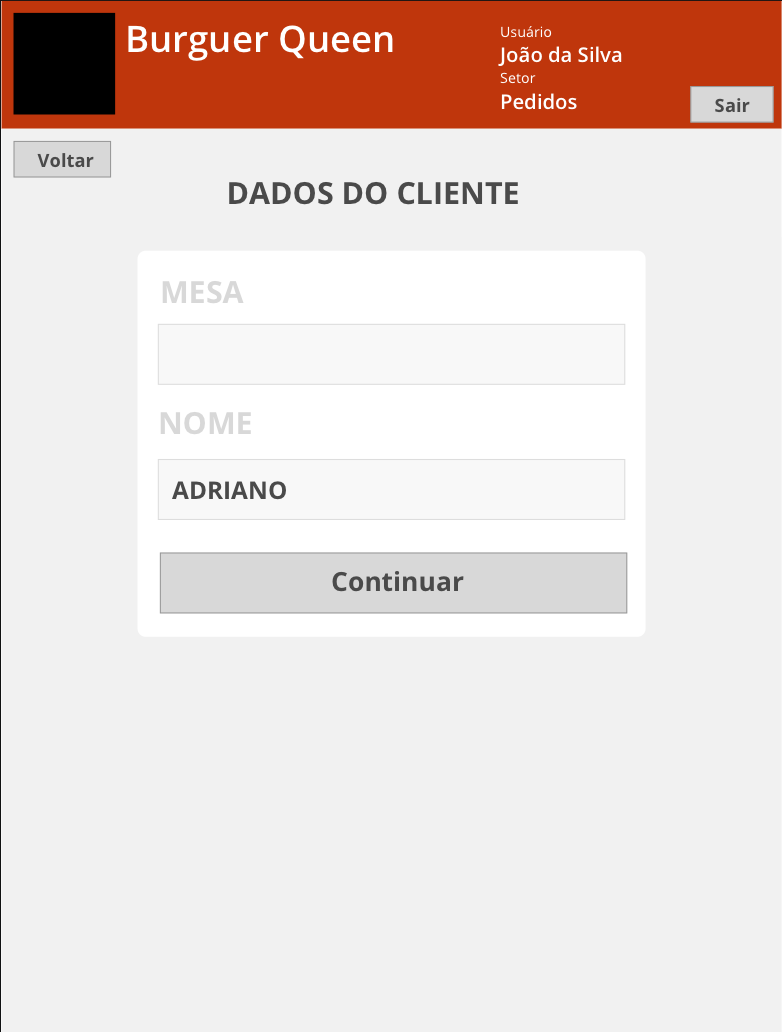 Burguer Queen
Usuário
João da Silva
Setor
Pedidos
Sair
Voltar
DADOS DO CLIENTE
MESA
NOME
ADRIANO
Continuar